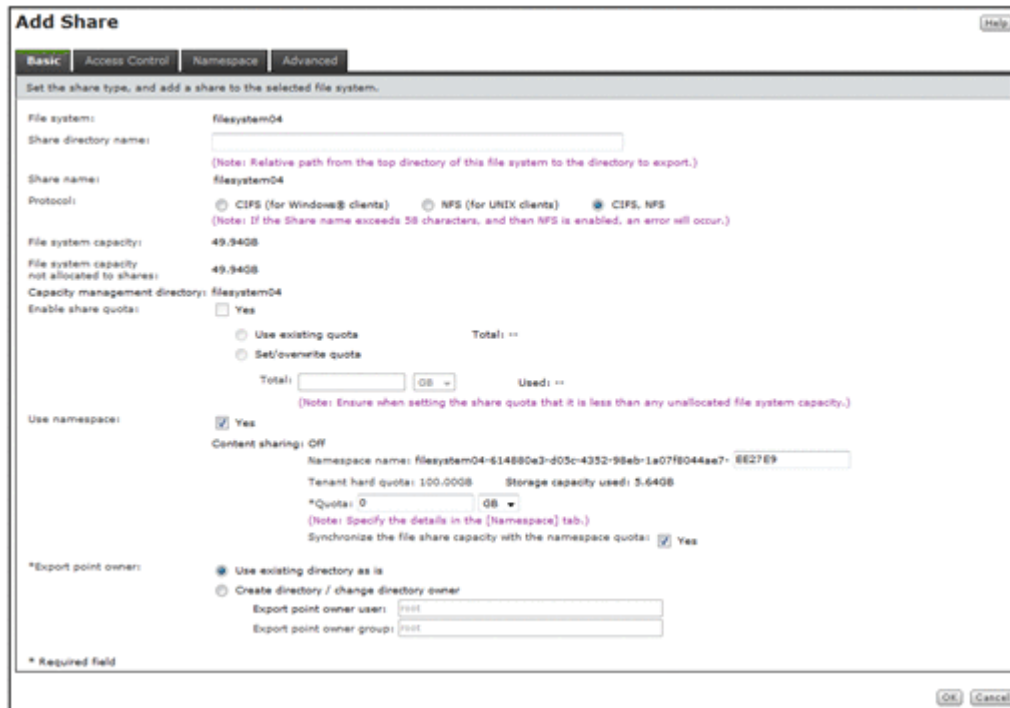 Add Share
Help
Basic Access Control Namespace Advanced
Set the share type, and add a share to the selected file system.
File system: filesystem04
Share directory name:
(Note: Relative path from the top directory of this file system to the directory to export.)
Share name: filesystem04
Protocol: CIFS (for Windows® clients) NFS (for UNIX clients) CIFS, NFS
(Note: If the Share name exceeds 58 characters, and then NFS is enabled, an error will occur.)
File system capacity: 49.94GB
File system capacity
not allocated to shares: 49.94GB
Capacity management directory: filesystem04
Enable share quota: Yes
Use existing quota Total: --
Set/overwrite quota
Total: GB Used: --
(Note: Ensure when setting the share quota that it is less than any unallocated file system capacity.)
Use namespace: Yes
Content sharing: Off
Namespace name: filesystem04-614880e3-d05c-4352-98eb-1a07f8044ae7- EE27E9
Tenant hard quota: 100.00GB Storage capacity used: 5.64GB
*Quota: 0 GB
(Note: Specify the details in the [Namespace] tab.)
Synchronize the file share capacity with the namespace quota: Yes
*Export point owner: Use existing directory as is
Create directory / change directory owner
Export point owner user: root
Export point owner group: root
* Required field
OK Cancel